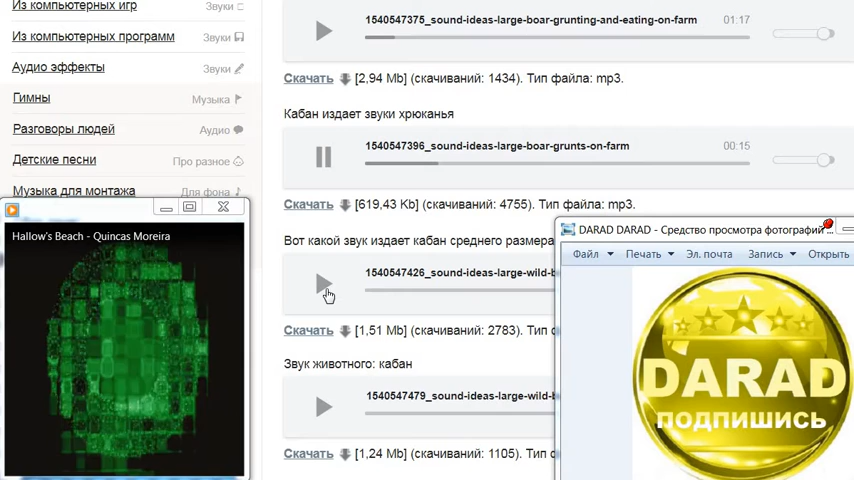 Из компьютерных игр
Звуки
Из компьютерных программ
Звуки
Аудио эффекты
Звуки
Гимны
Музыка
Разговоры людей
Аудио
Детские песни
Про разное
Музыка для монтажа
Для фона
1540547375_sound-ideas-large-boar-grunting-and-eating-on-farm
01:17
Скачать [2,94 Mb] (скачиваний: 1434). Тип файла: mp3.
Кабан издает звуки хрюканья
1540547396_sound-ideas-large-boar-grunts-on-farm
00:15
Скачать [619,43 Kb] (скачиваний: 4755). Тип файла: mp3.
Вот какой звук издает кабан среднего размера
1540547426_sound-ideas-large-wild-b
Скачать [1,51 Mb] (скачиваний: 2783). Тип
Звук животного: кабан
1540547479_sound-ideas-large-wild-b
Скачать [1,24 Mb] (скачиваний: 1105). Тип
Hallow's Beach - Quincas Moreira
DARAD DARAD - Средство просмотра фотографий
Файл Печать Эл. почта Запись Открыть
DARAD
подпишись